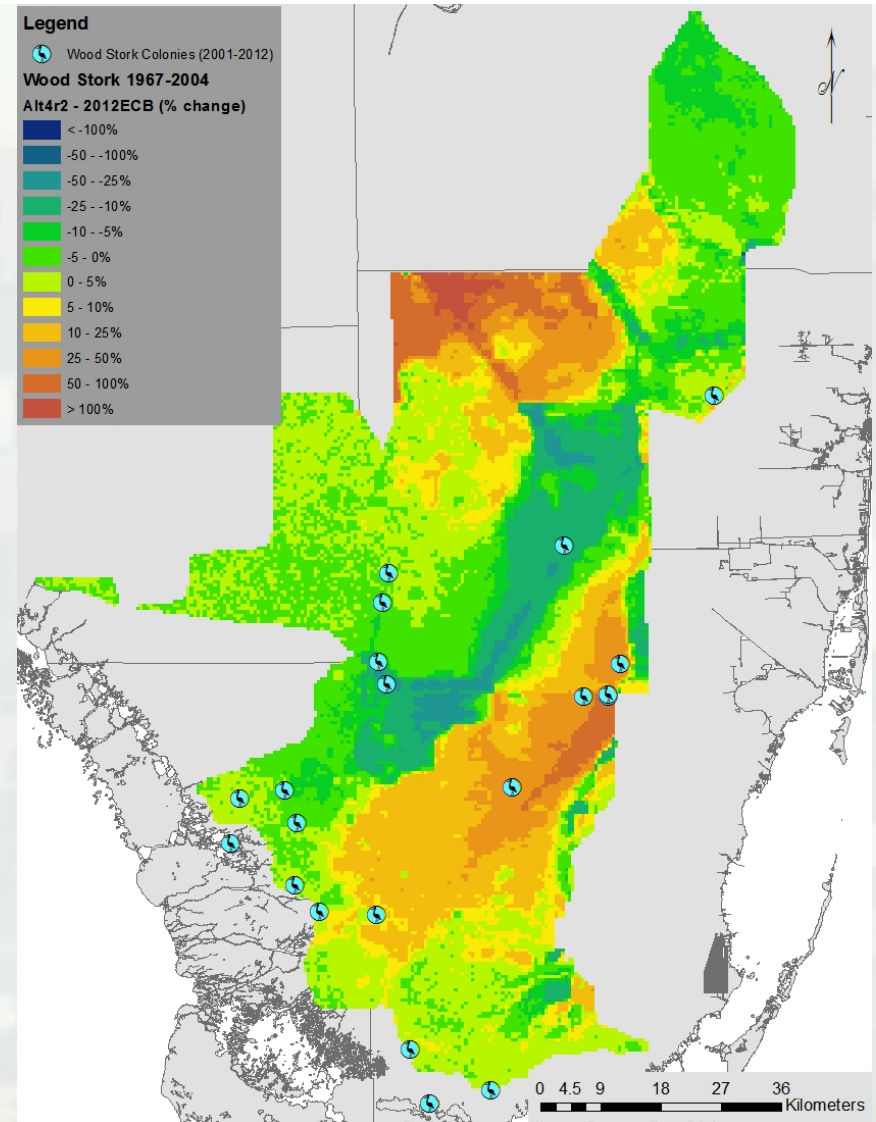 Legend
Wood Stork Colonies (2001-2012)
Wood Stork 1967-2004
Alt4r2 - 2012ECB (% change)
< -100%
-50 - -100%
-50 - -25%
-25 - -10%
-10 - -5%
-5 - 0%
0 - 5%
5 - 10%
10 - 25%
25 - 50%
50 - 100%
> 100%
N
0 4.5 9 18 27 36
Kilometers